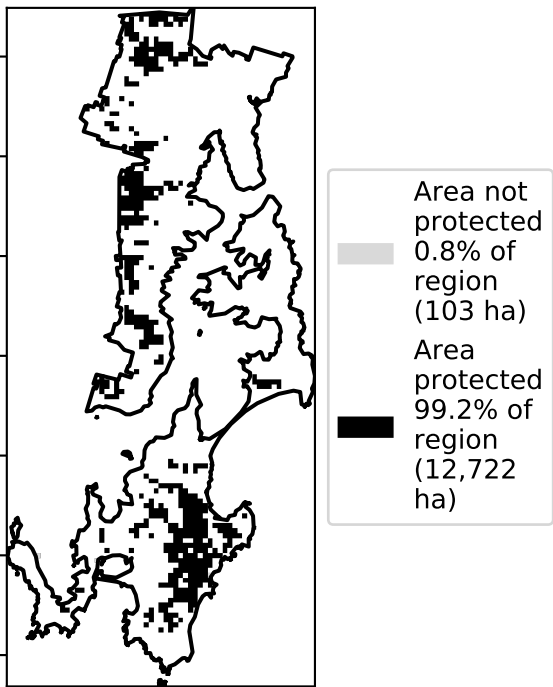 Area not
protected
0.8% of
region
(103 ha)
Area
protected
99.2% of
region
(12,722
ha)